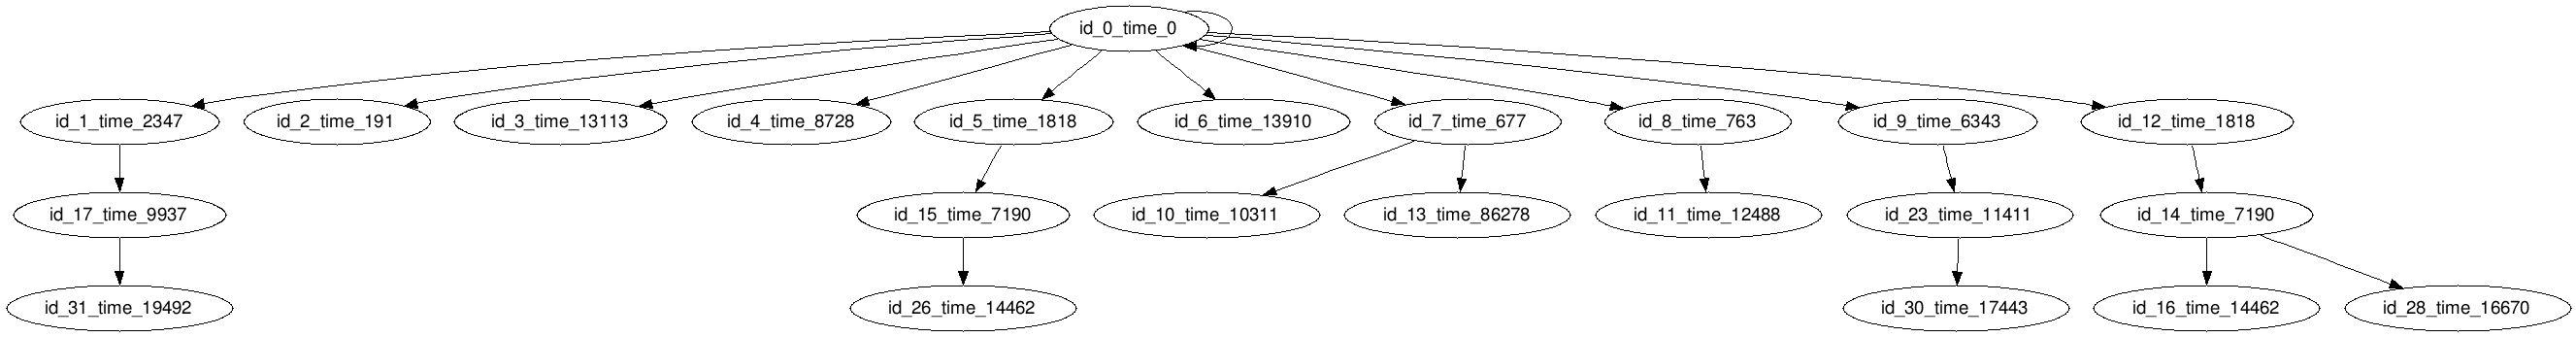 id_0_time_0
id_1_time_2347
id_2_time_191
id_3_time_13113
id_4_time_8728
id_5_time_1818
id_6_time_13910
id_7_time_677
id_8_time_763
id_9_time_6343
id_12_time_1818
id_17_time_9937
id_15_time_7190
id_10_time_10311
id_13_time_86278
id_11_time_12488
id_23_time_11411
id_14_time_7190
id_31_time_19492
id_26_time_14462
id_30_time_17443
id_16_time_14462
id_28_time_16670